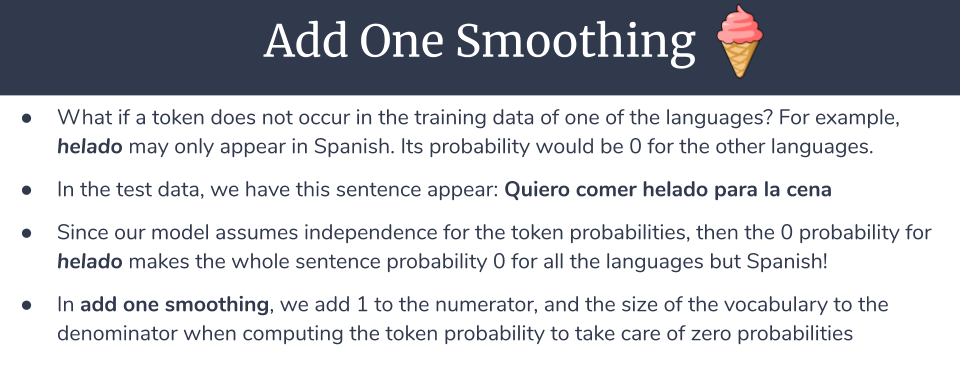 Add One Smoothing
● What if a token does not occur in the training data of one of the languages? For example,
helado may only appear in Spanish. Its probability would be 0 for the other languages.
● In the test data, we have this sentence appear: Quiero comer helado para la cena
● Since our model assumes independence for the token probabilities, then the 0 probability for
helado makes the whole sentence probability 0 for all the languages but Spanish!
● In add one smoothing, we add 1 to the numerator, and the size of the vocabulary to the
denominator when computing the token probability to take care of zero probabilities